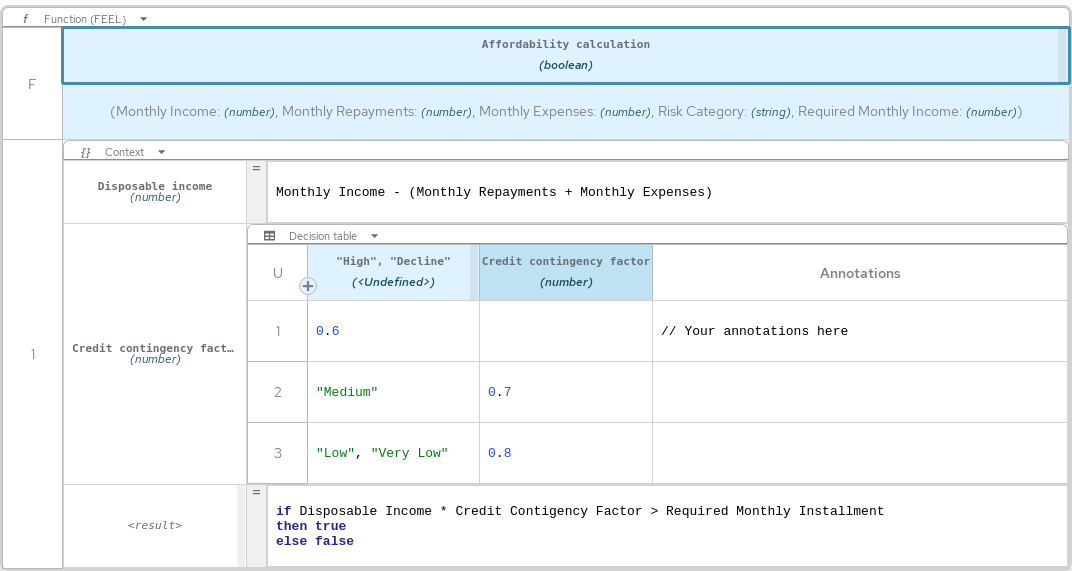 f Function (FEEL)
F
Affordability calculation
(boolean)
(Monthly Income: (number), Monthly Repayments: (number), Monthly Expenses: (number), Risk Category: (string), Required Monthly Income: (number))
1
{} Context
Disposable income
(number)
=
Monthly Income - (Monthly Repayments + Monthly Expenses)
Credit contingency fact…
(number)
Decision table
U
"High", "Decline"
(<Undefined>)
Credit contingency factor
(number)
Annotations
1 0.6 // Your annotations here
2 "Medium" 0.7
3 "Low", "Very Low" 0.8
<result>
=
if Disposable Income * Credit Contigency Factor > Required Monthly Installment
then true
else false